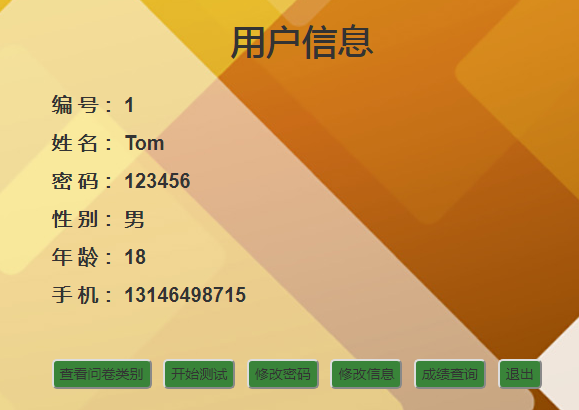 用户信息
编 号： 1
姓 名： Tom
密 码： 123456
性 别： 男
年 龄： 18
手 机： 13146498715
查看问卷类别 开始测试 修改密码 修改信息 成绩查询 退出